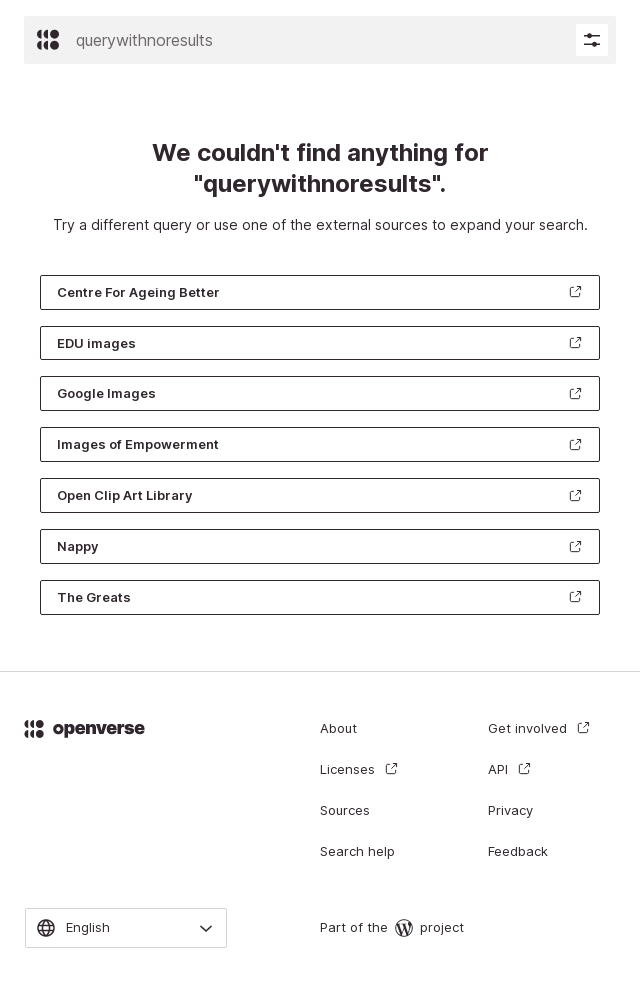 querywithnoresults
We couldn't find anything for
"querywithnoresults".
Try a different query or use one of the external sources to expand your search.
Centre For Ageing Better
EDU images
Google Images
Images of Empowerment
Open Clip Art Library
Nappy
The Greats
openverse
About
Get involved
Licenses
API
Sources
Privacy
Search help
Feedback
English
Part of the project